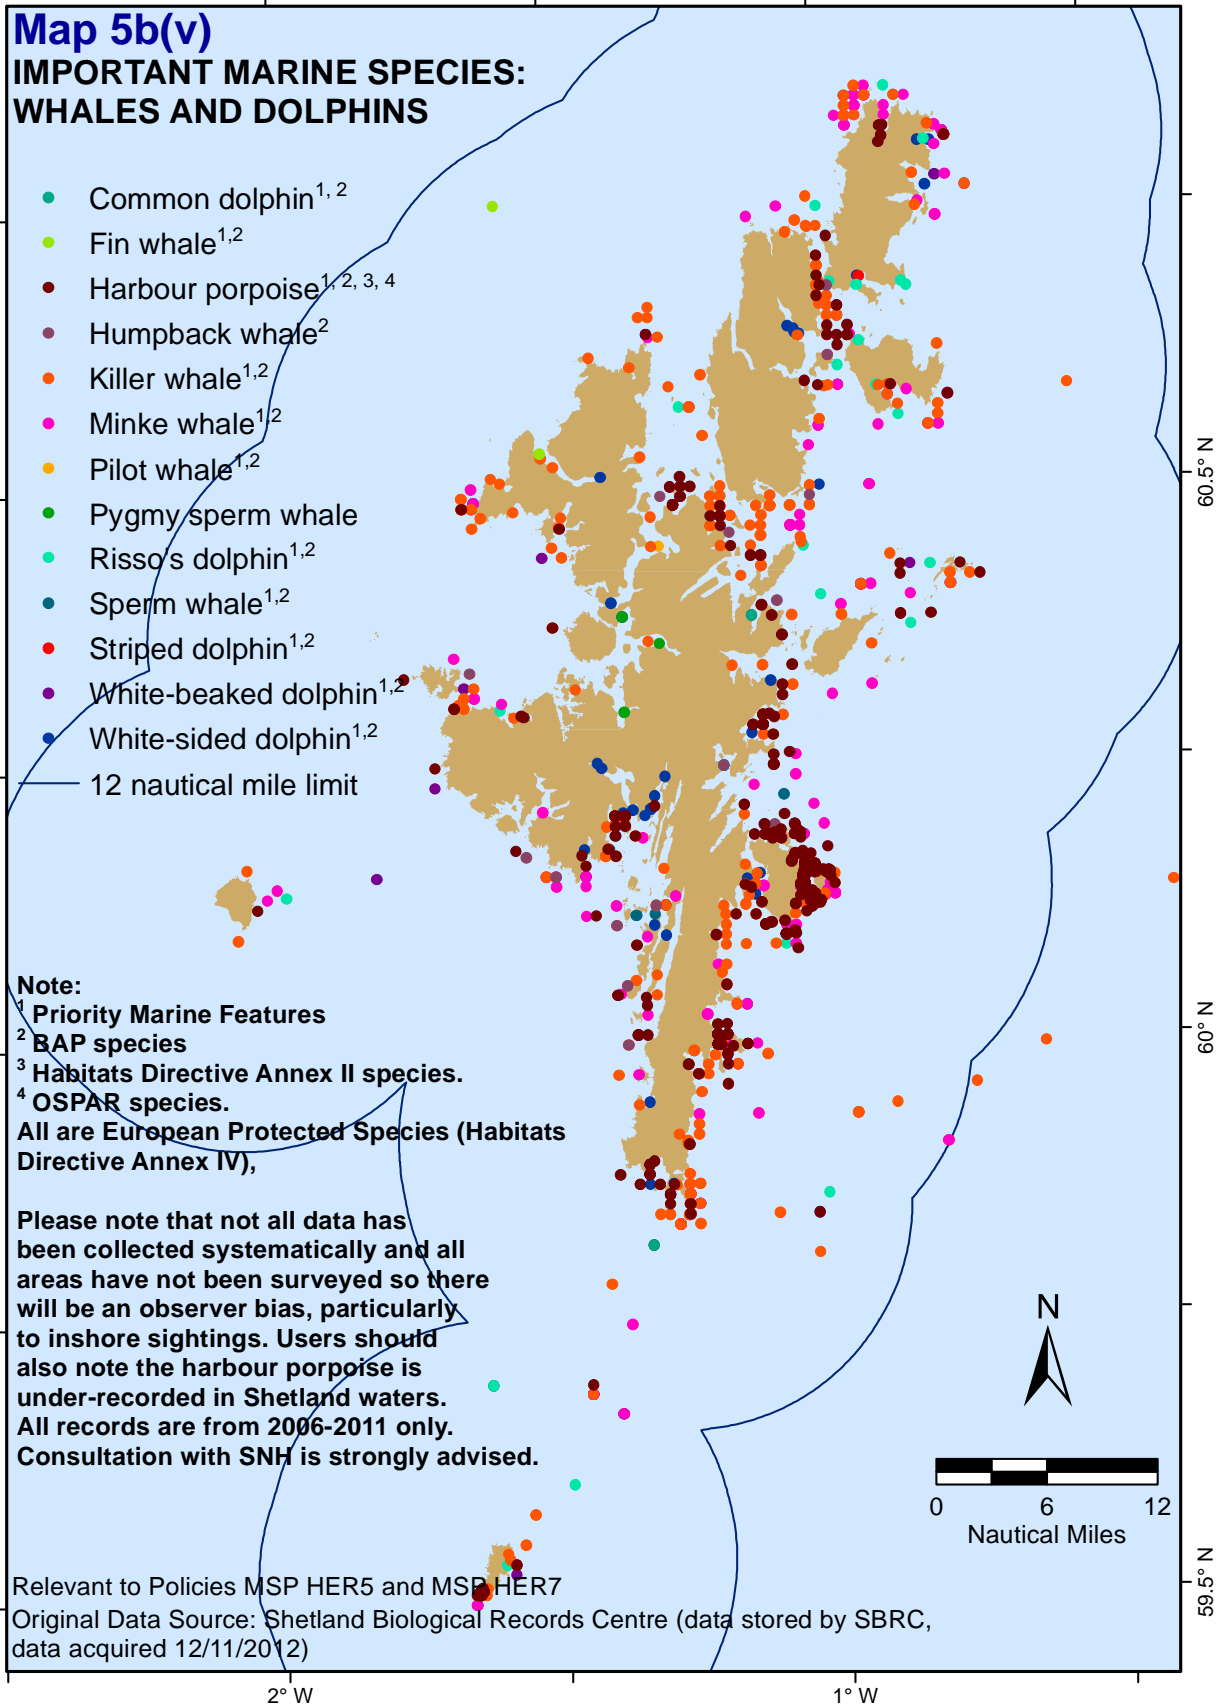 Map 5b(v)
IMPORTANT MARINE SPECIES:
WHALES AND DOLPHINS
Common dolphin1, 2
Fin whale1,2
Harbour porpoise1, 2, 3, 4
Humpback whale2
Killer whale1,2
Minke whale1,2
Pilot whale1,2
Pygmy sperm whale
Risso's dolphin1,2
Sperm whale1,2
Striped dolphin1,2
White-beaked dolphin1,2
White-sided dolphin1,2
12 nautical mile limit
60.5° N
60° N
59.5° N
Note:
1 Priority Marine Features
2 BAP species
3 Habitats Directive Annex II species.
4 OSPAR species.
All are European Protected Species (Habitats
Directive Annex IV),
Please note that not all data has
been collected systematically and all
areas have not been surveyed so there
will be an observer bias, particularly
to inshore sightings. Users should
also note the harbour porpoise is
under-recorded in Shetland waters.
All records are from 2006-2011 only.
Consultation with SNH is strongly advised.
N
0 6 12
Nautical Miles
Relevant to Policies MSP HER5 and MSP HER7
Original Data Source: Shetland Biological Records Centre (data stored by SBRC,
data acquired 12/11/2012)
2° W 1° W